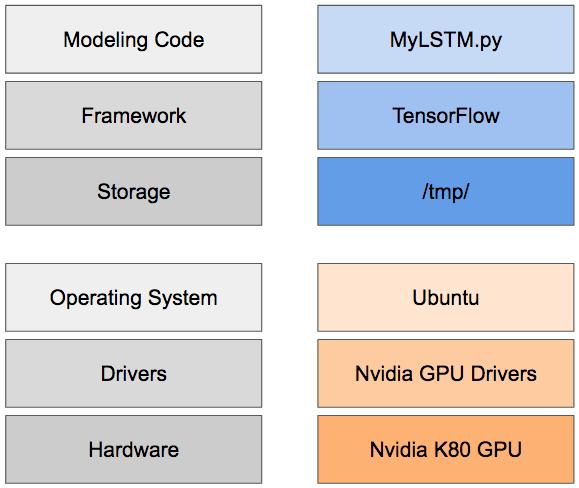 Modeling Code
MyLSTM.py
Framework
TensorFlow
Storage
/tmp/
Operating System
Ubuntu
Drivers
Nvidia GPU Drivers
Hardware
Nvidia K80 GPU